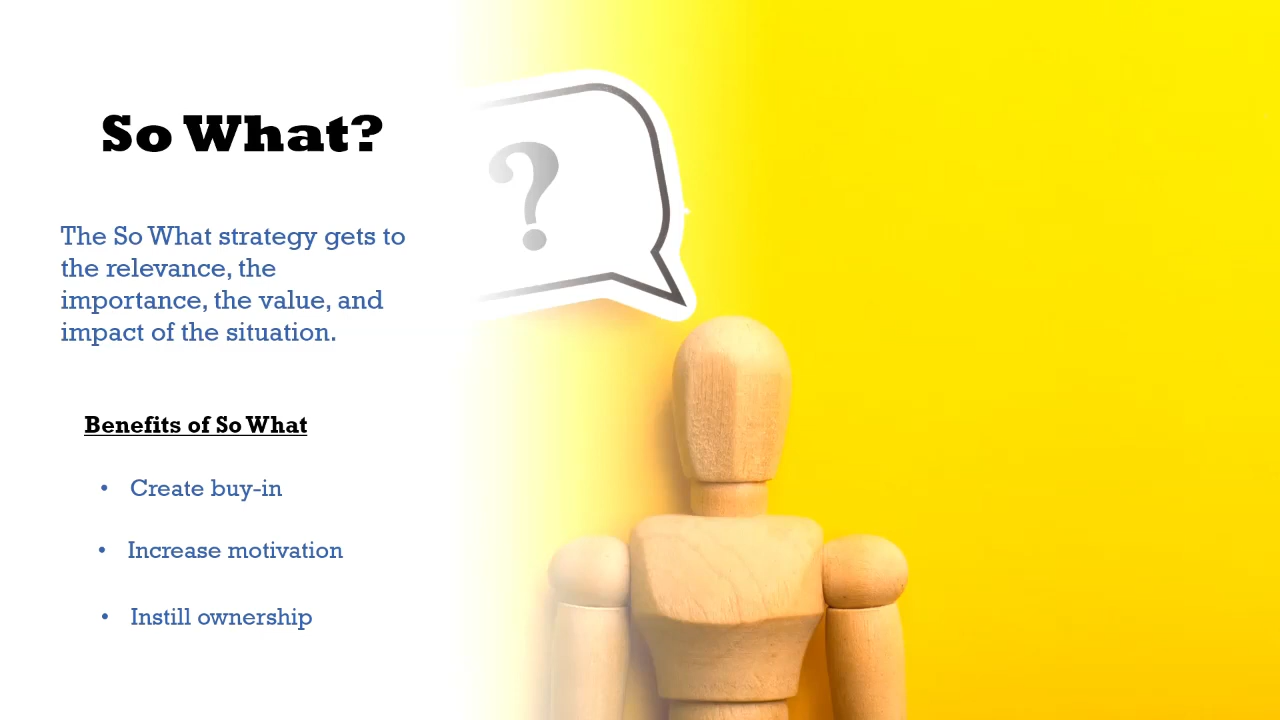 So What?
?
The So What strategy gets to
the relevance, the
importance, the value, and
impact of the situation.
Benefits of So What
• Create buy-in
• Increase motivation
• Instill ownership